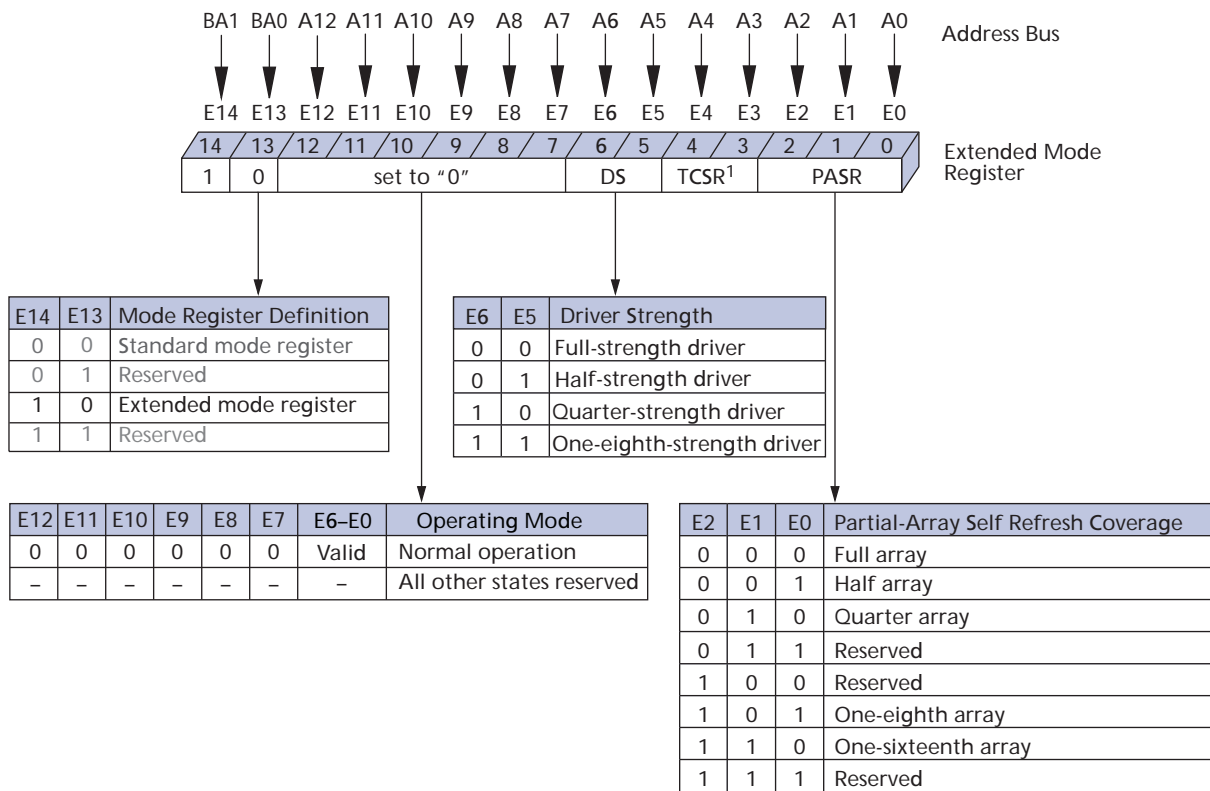 BA1 BA0 A12 A11 A10 A9 A8 A7 A6 A5 A4 A3 A2 A1 A0 Address Bus
E14 E13 E12 E11 E10 E9 E8 E7 E6 E5 E4 E3 E2 E1 E0
14 13 12 11 10 9 8 7 6 5 4 3 2 1 0 Extended Mode Register
1 0 set to “0” DS TCSR1 PASR
E14 E13 Mode Register Definition
0 0 Standard mode register
0 1 Reserved
1 0 Extended mode register
1 1 Reserved
E6 E5 Driver Strength
0 0 Full-strength driver
0 1 Half-strength driver
1 0 Quarter-strength driver
1 1 One-eighth-strength driver
E12 E11 E10 E9 E8 E7 E6–E0 Operating Mode
0 0 0 0 0 0 Valid Normal operation
– – – – – – – All other states reserved
E2 E1 E0 Partial-Array Self Refresh Coverage
0 0 0 Full array
0 0 1 Half array
0 1 0 Quarter array
0 1 1 Reserved
1 0 0 Reserved
1 0 1 One-eighth array
1 1 0 One-sixteenth array
1 1 1 Reserved